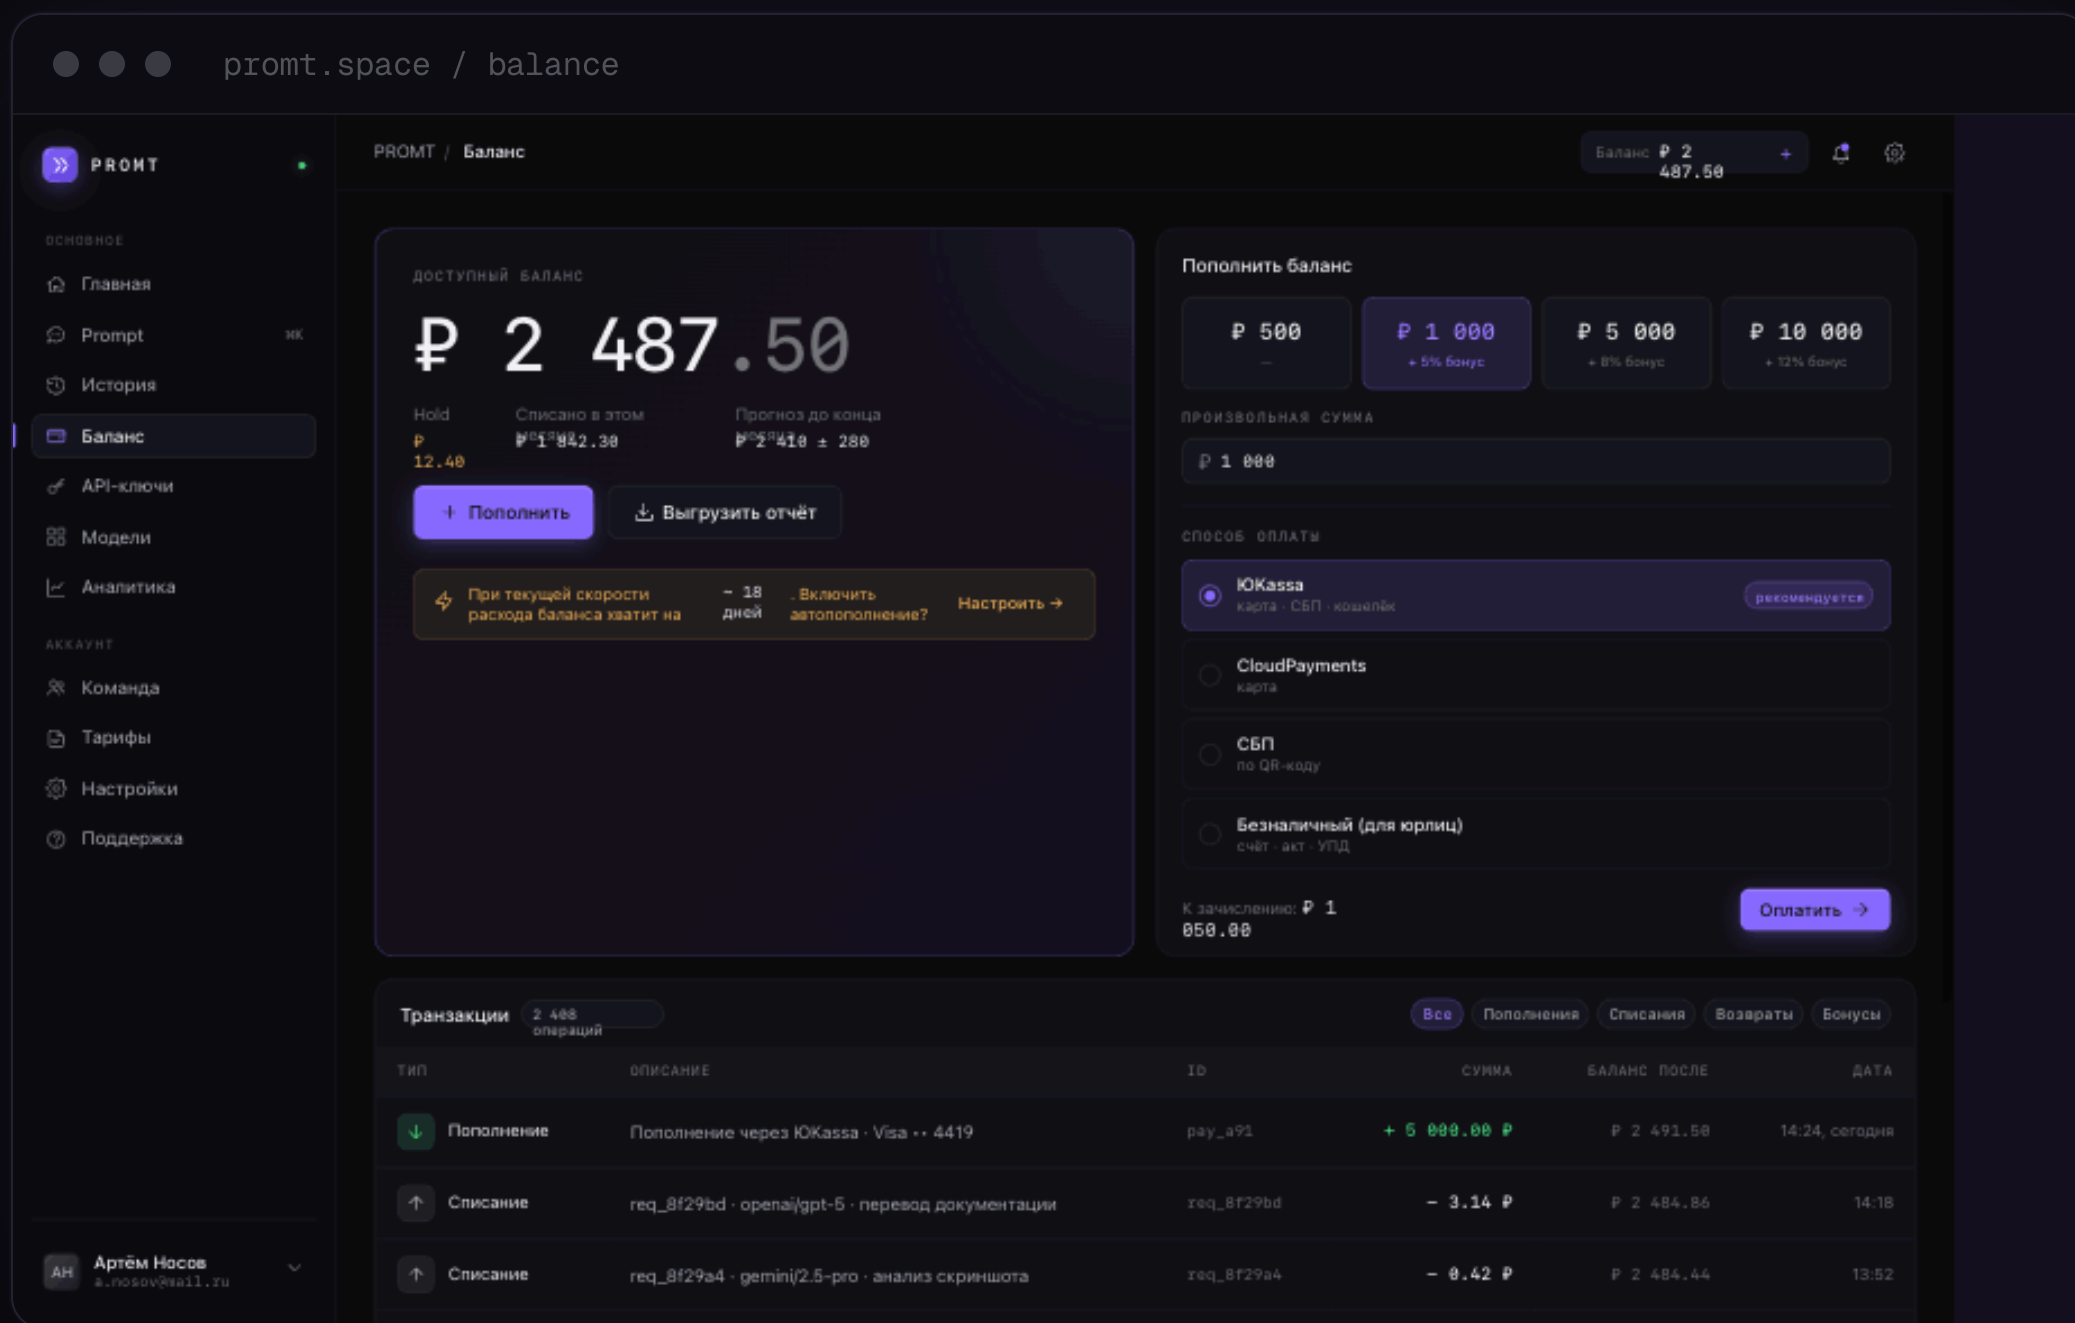 promt.space / balance
PROMT
ОСНОВНОЕ
Главная
Prompt ⌘K
История
Баланс
API-ключи
Модели
Аналитика
АККАУНТ
Команда
Тарифы
Настройки
Поддержка
АН
Артём Носов
a.nosov@mail.ru
PROMT / Баланс
Баланс ₽ 2
487.50
+
ДОСТУПНЫЙ БАЛАНС
₽ 2 487.50
Hold
₽
12.40
Списано в этом
месяце
₽ 1 842.30
Прогноз до конца
месяца
₽ 2 410 ± 280
+ Пополнить
Выгрузить отчёт
При текущей скорости
расхода баланса хватит на
~ 18
дней
. Включить
автопополнение?
Настроить →
Пополнить баланс
₽ 500
—
₽ 1 000
+ 5% бонус
₽ 5 000
+ 8% бонус
₽ 10 000
+ 12% бонус
ПРОИЗВОЛЬНАЯ СУММА
₽ 1 000
СПОСОБ ОПЛАТЫ
ЮKassa
карта · СБП · кошелёк
рекомендуется
CloudPayments
карта
СБП
по QR-коду
Безналичный (для юрлиц)
счёт · акт · УПД
К зачислению: ₽ 1
050.00
Оплатить →
Транзакции
2 408
операций
Все Пополнения Списания Возвраты Бонусы
ТИП ОПИСАНИЕ ID СУММА БАЛАНС ПОСЛЕ ДАТА
Пополнение Пополнение через ЮKassa · Visa •• 4419 pay_a91 + 5 000.00 ₽ ₽ 2 491.50 14:24, сегодня
Списание req_8f29bd · openai/gpt-5 · перевод документации req_8f29bd − 3.14 ₽ ₽ 2 484.86 14:18
Списание req_8f29a4 · gemini/2.5-pro · анализ скриншота req_8f29a4 − 0.42 ₽ ₽ 2 484.44 13:52